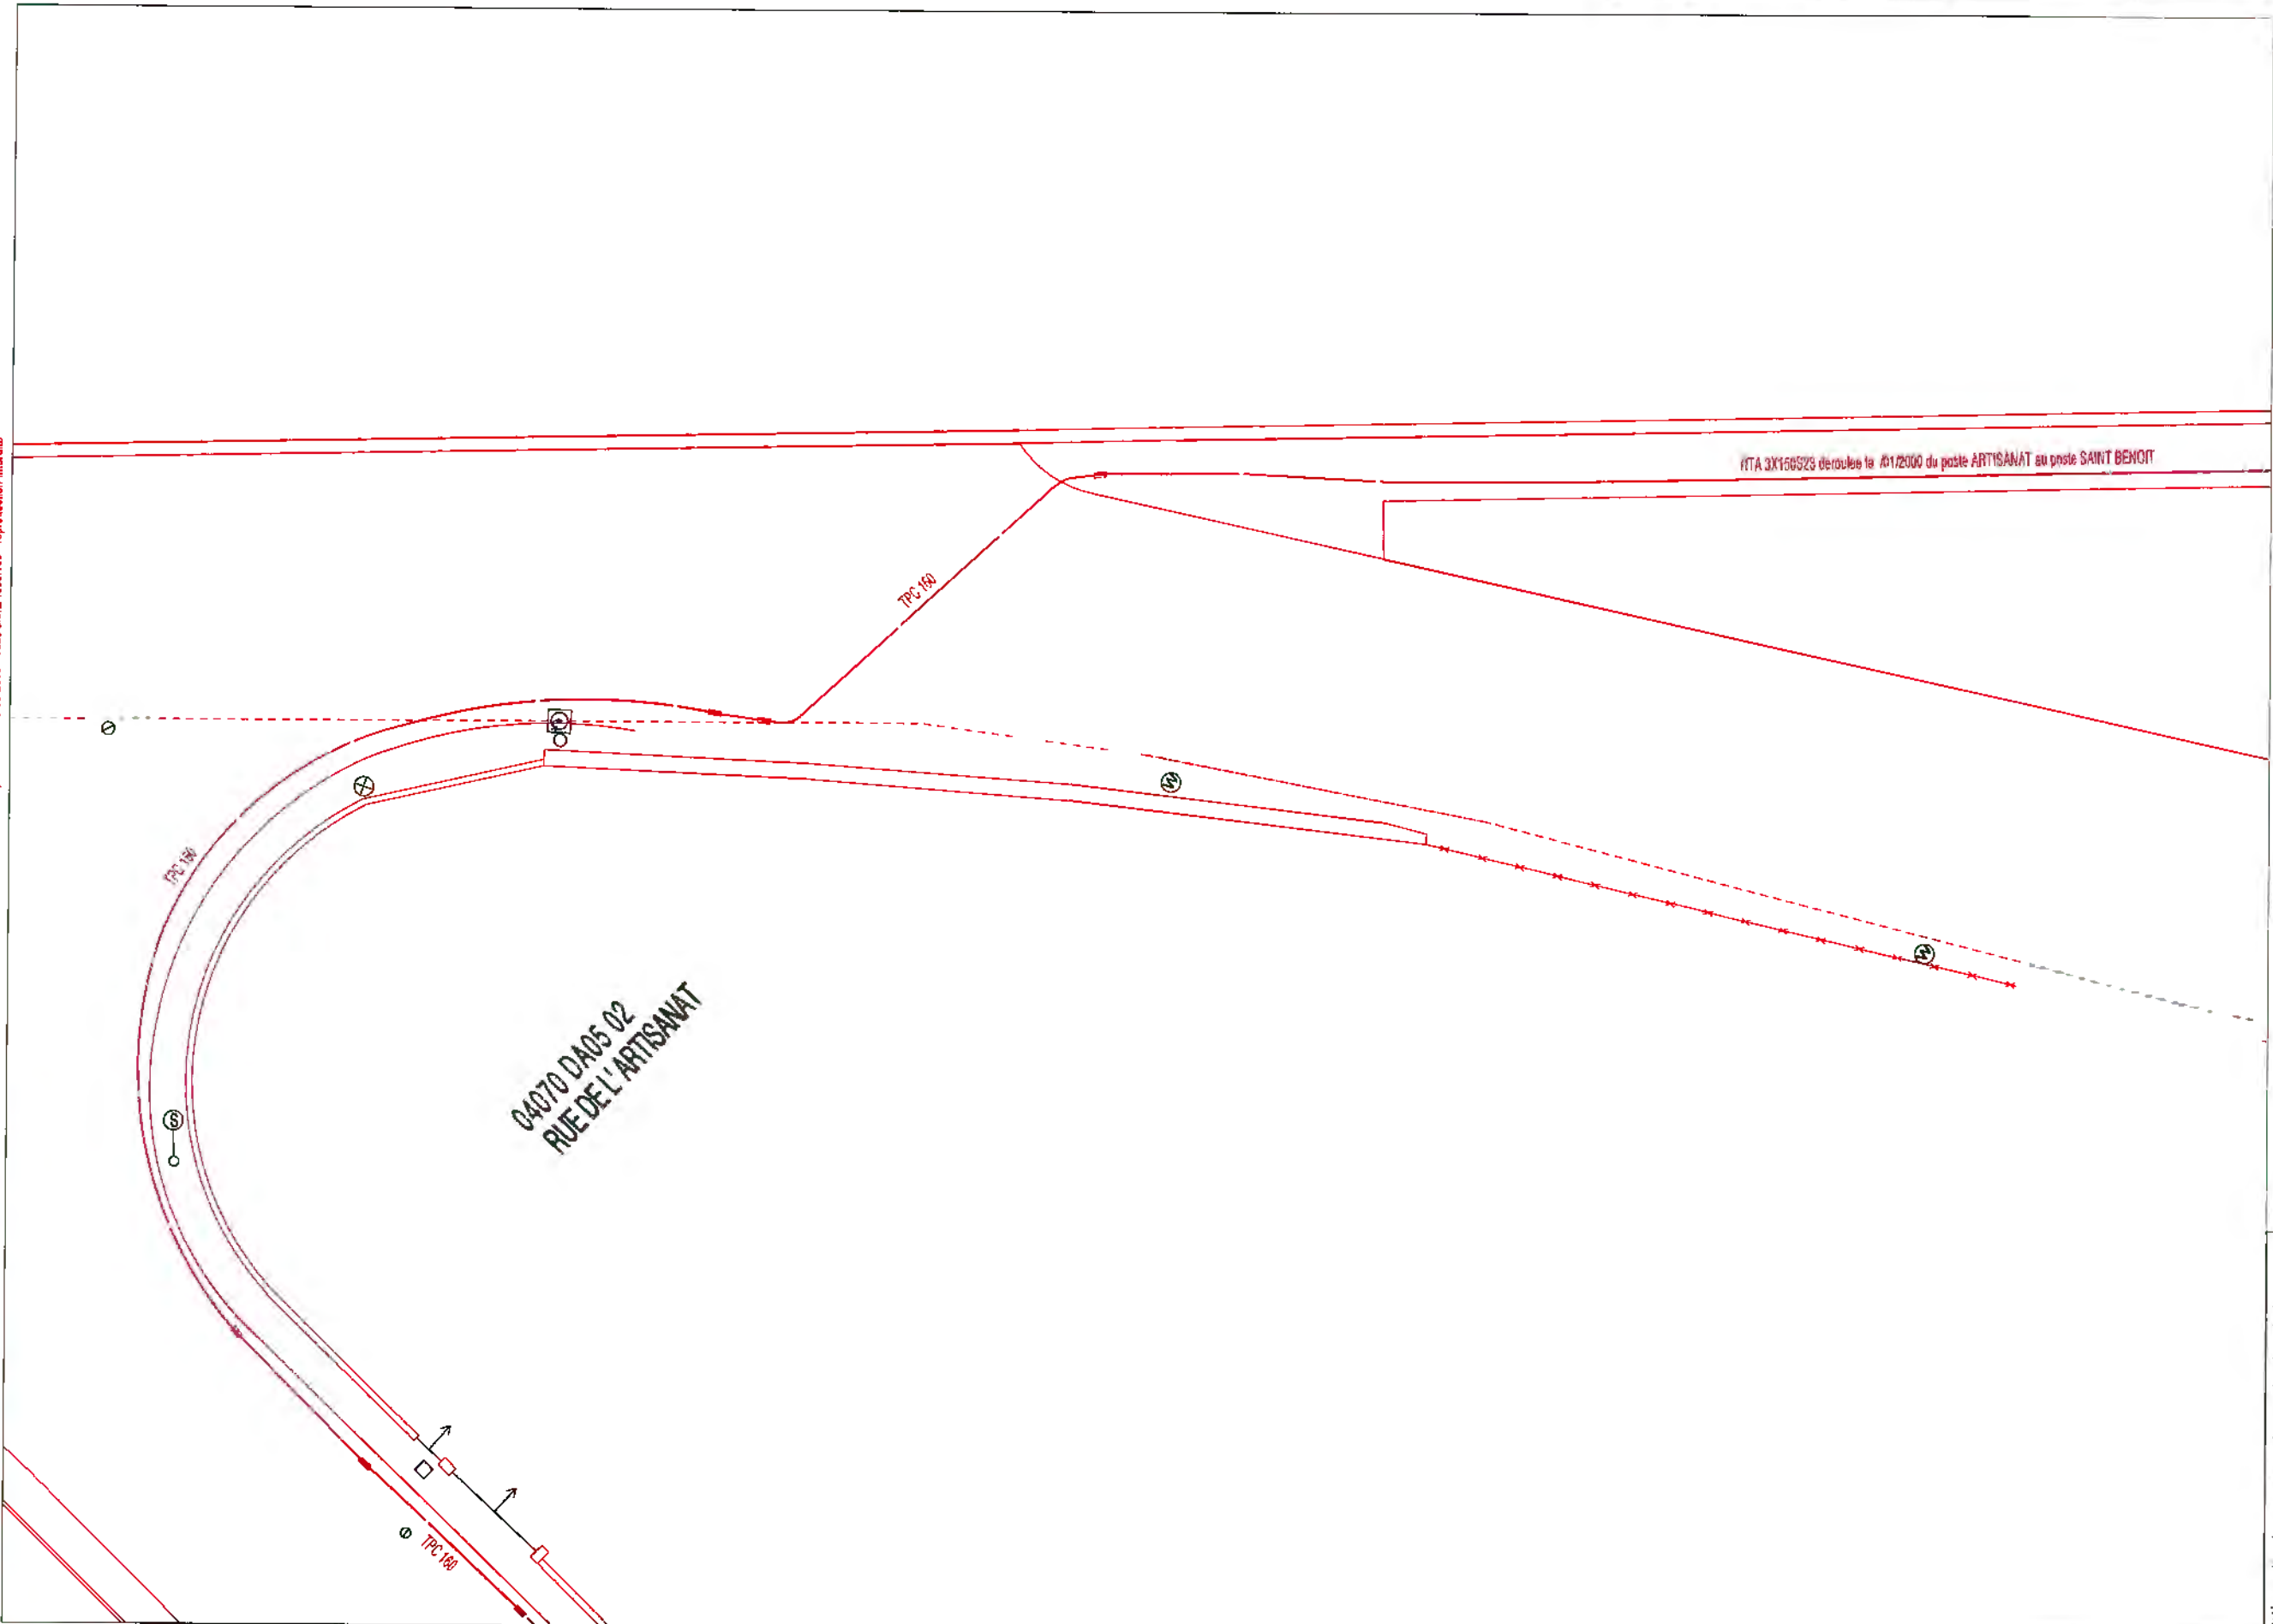 HTA 3X150S23 deroulee le /01/2000 du poste ARTISANAT au poste SAINT BENOIT
TPC 160
TPC 160
04070 DA05 02
RUE DE L'ARTISANAT
TPC 160
W
W
S